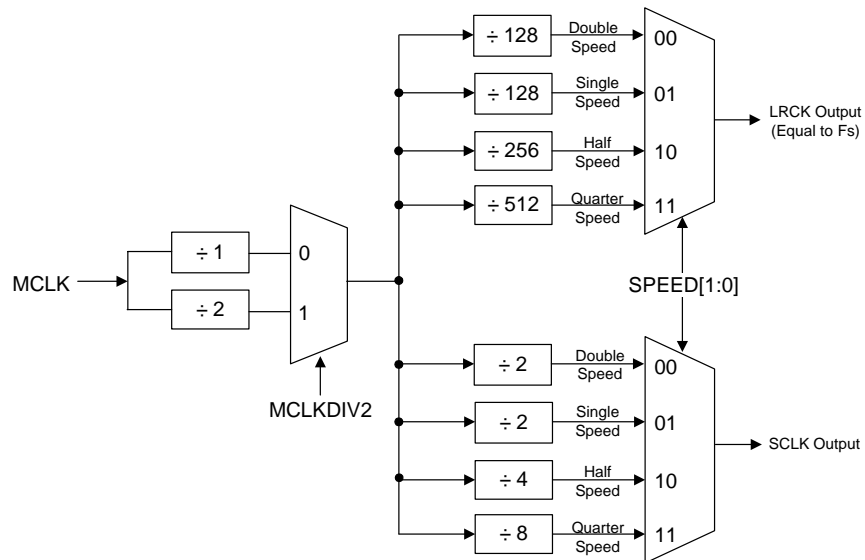 ÷ 128
Double
Speed
00
÷ 128
Single
Speed
01
÷ 256
Half
Speed
10
÷ 512
Quarter
Speed
11
LRCK Output
(Equal to Fs)
÷ 1
0
MCLK
÷ 2
1
MCLKDIV2
SPEED[1:0]
÷ 2
Double
Speed
00
÷ 2
Single
Speed
01
÷ 4
Half
Speed
10
÷ 8
Quarter
Speed
11
SCLK Output